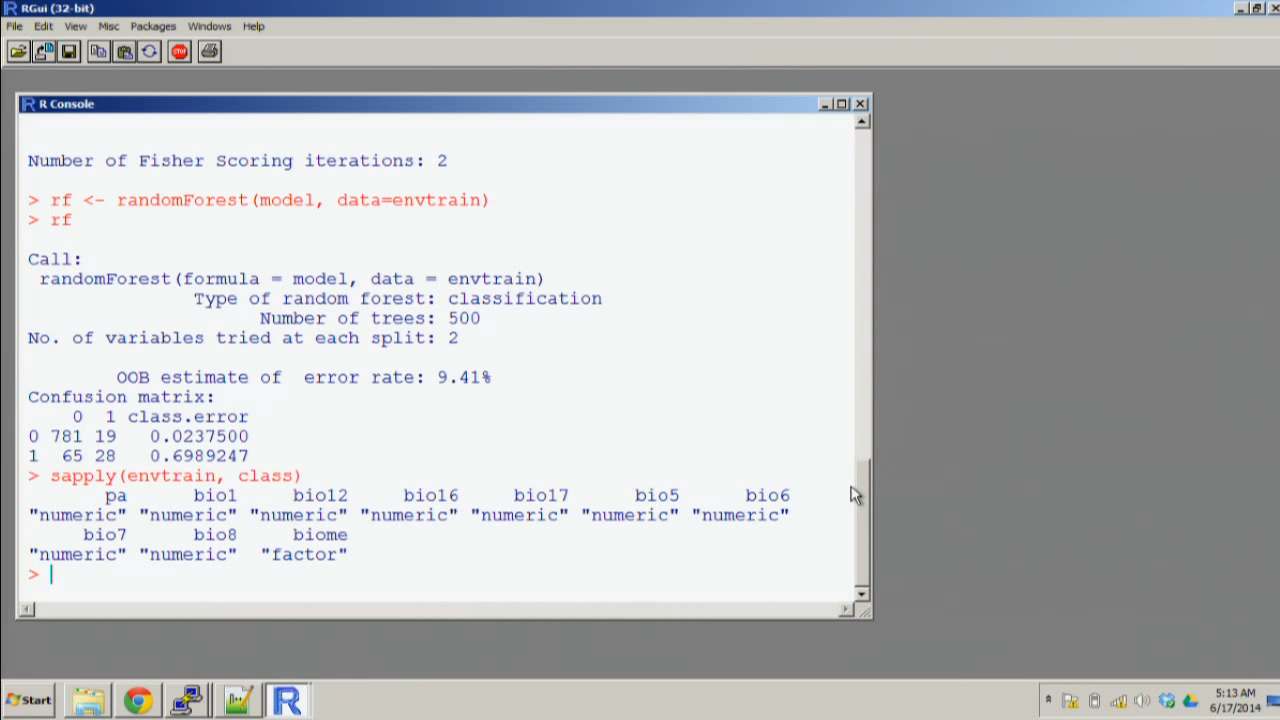 RGui (32-bit)
File Edit View Misc Packages Windows Help
STOP
R Console
Number of Fisher Scoring iterations: 2
> rf <- randomForest(model, data=envtrain)
> rf
Call:
randomForest(formula = model, data = envtrain)
Type of random forest: classification
Number of trees: 500
No. of variables tried at each split: 2
OOB estimate of  error rate: 9.41%
Confusion matrix:
0  1 class.error
0 781 19   0.0237500
1  65 28   0.6989247
> sapply(envtrain, class)
pa bio1 bio12 bio16 bio17 bio5 bio6
"numeric" "numeric" "numeric" "numeric" "numeric" "numeric" "numeric"
bio7 bio8 biome
"numeric" "numeric" "factor"
>
Start
5:13 AM
6/17/2014